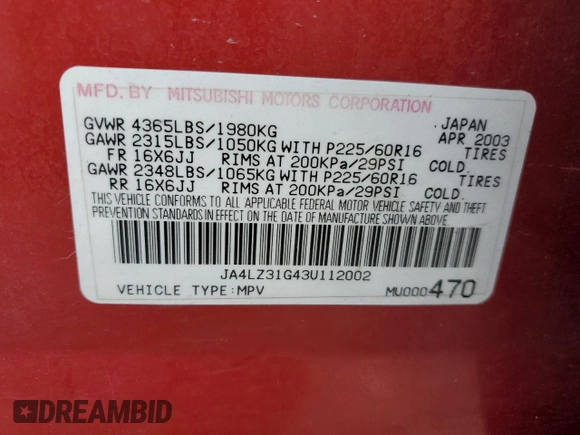 MFD. BY MITSUBISHI MOTORS CORPORATION
GVWR 4365LBS/1980KG JAPAN
GAWR 2315LBS/1050KG WITH P225/60R16 APR, 2003 TIRES
FR 16X6JJ RIMS AT 200KPa/29PSI COLD.
GAWR 2348LBS/1065KG WITH P225/60R16 TIRES
RR 16X6JJ RIMS AT 200KPa/29PSI COLD.
THIS VEHICLE CONFORMS TO ALL APPLICABLE FEDERAL MOTOR VEHICLE SAFETY AND THEFT
PREVENTION STANDARDS IN EFFECT ON THE DATE OF MANUFACTURE SHOWN ABOVE.
JA4LZ31G43U112002
VEHICLE TYPE:MPV MU000470
DREAMBID